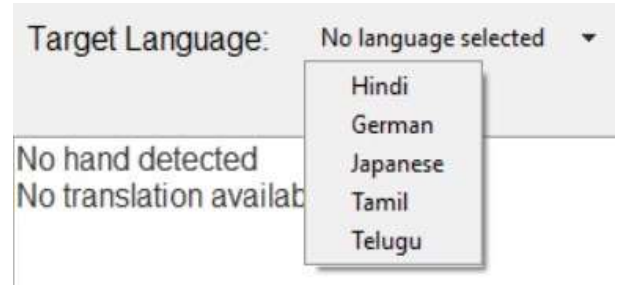 Target Language: No language selected
Hindi
German
Japanese
Tamil
Telugu
No hand detected
No translation availab